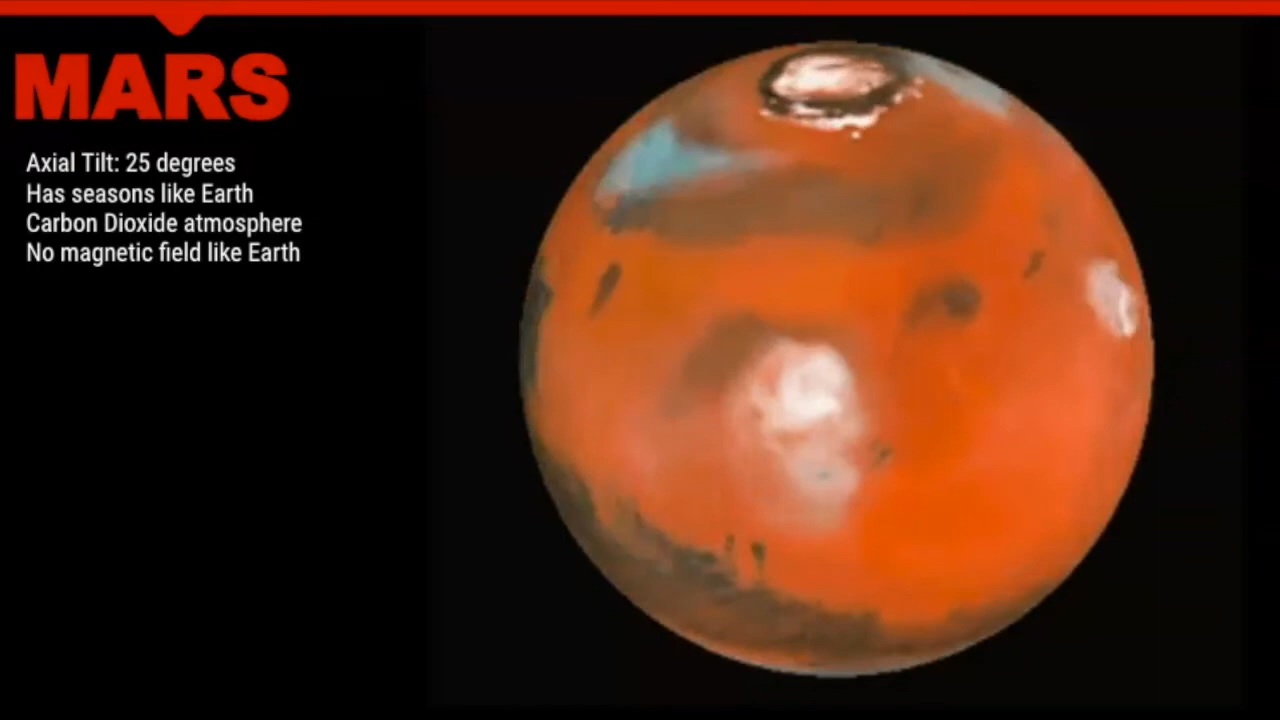 MARS
Axial Tilt: 25 degrees
Has seasons like Earth
Carbon Dioxide atmosphere
No magnetic field like Earth